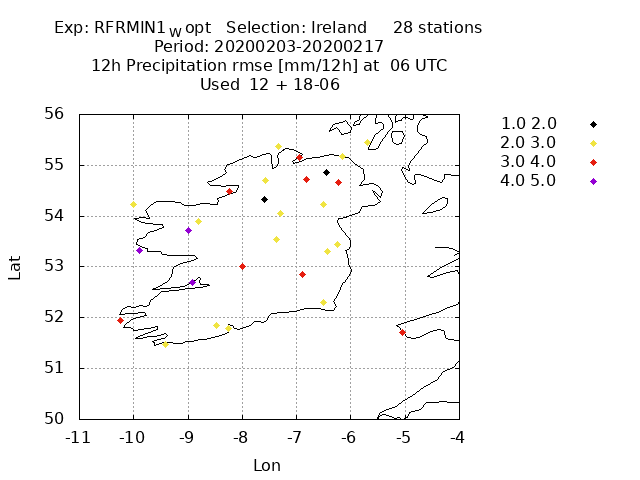 Exp: RFRMIN1Wopt Selection: Ireland 28 stations
Period: 20200203-20200217
12h Precipitation rmse [mm/12h] at 06 UTC
Used 12 + 18-06
1.0 2.0
2.0 3.0
3.0 4.0
4.0 5.0
56
55
54
53
52
51
50
Lat
-11 -10 -9 -8 -7 -6 -5 -4
Lon